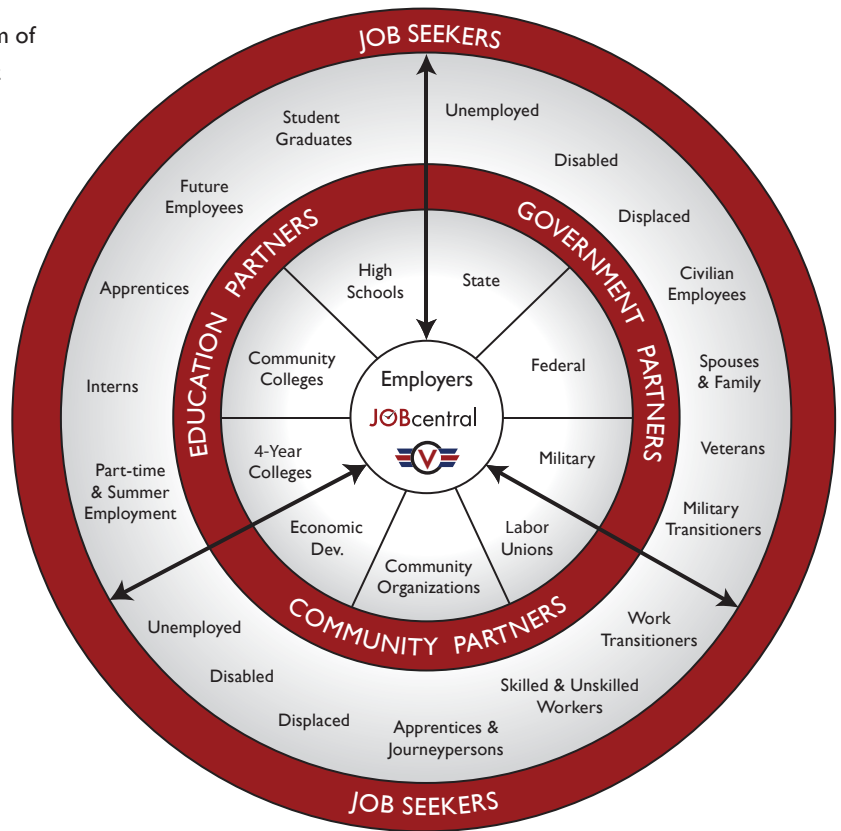 of
JOB SEEKERS
Student
Graduates
Unemployed
Disabled
Future
Employees
Displaced
EDUCATION PARTNERS
GOVERNMENT PARTNERS
Apprentices
High
Schools
State
Civilian
Employees
Community
Colleges
Federal
Spouses
& Family
Employers
JOBcentral
V
Interns
4-Year
Colleges
Military
Veterans
Part-time
& Summer
Employment
Economic
Dev.
Labor
Unions
Military
Transitioners
Community
Organizations
COMMUNITY PARTNERS
Unemployed
Work
Transitioners
Disabled
Skilled & Unskilled
Workers
Displaced
Apprentices &
Journeypersons
JOB SEEKERS